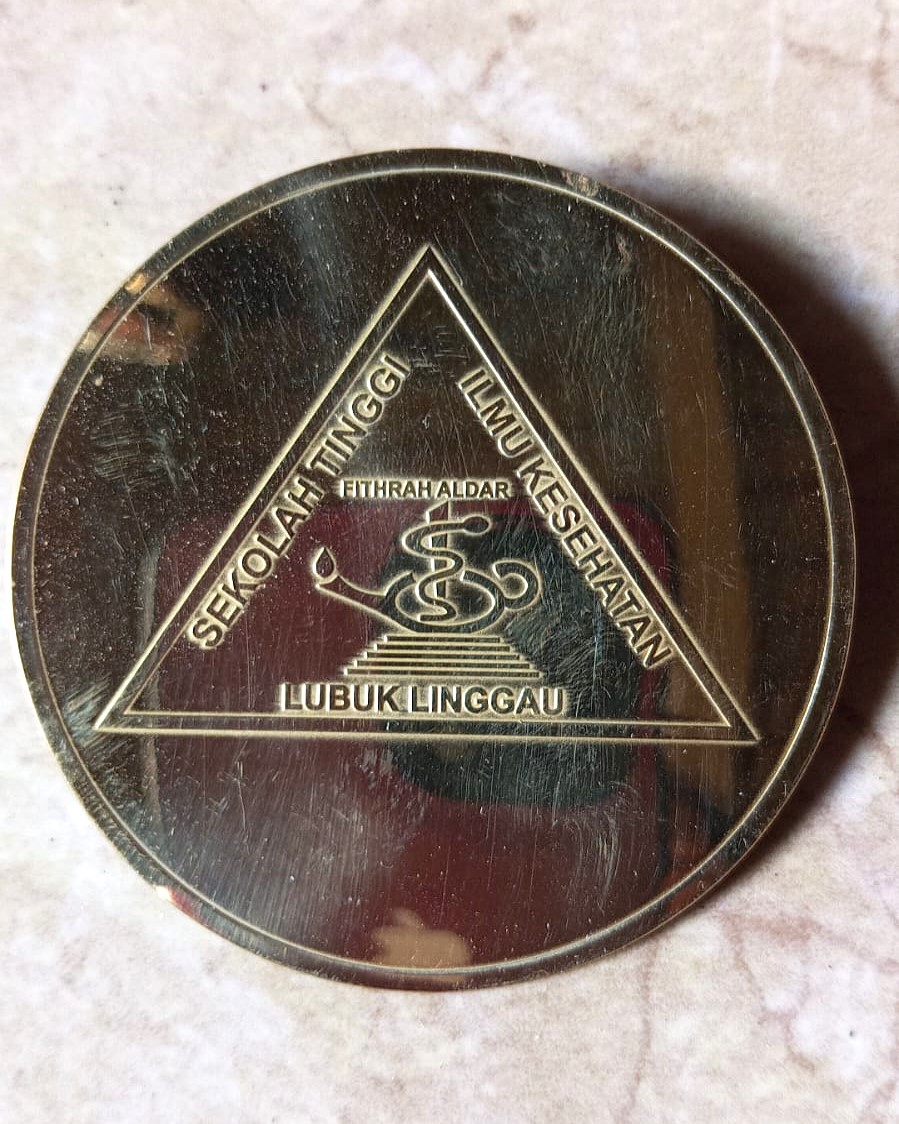 SEKOLAH TINGGI
ILMU KESEHATAN
FITHRAH ALDAR
LUBUK LINGGAU